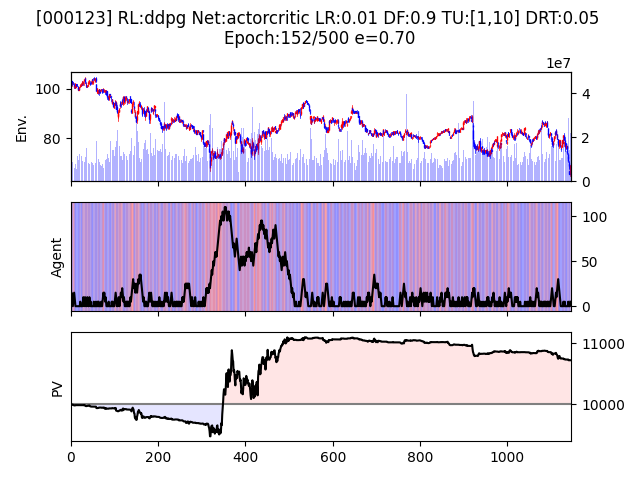 [000123] RL:ddpg Net:actorcritic LR:0.01 DF:0.9 TU:[1,10] DRT:0.05
Epoch:152/500 e=0.70
1e7
Env.
100
80
4
2
0
Agent
100
50
0
PV
11000
10000
0
200
400
600
800
1000